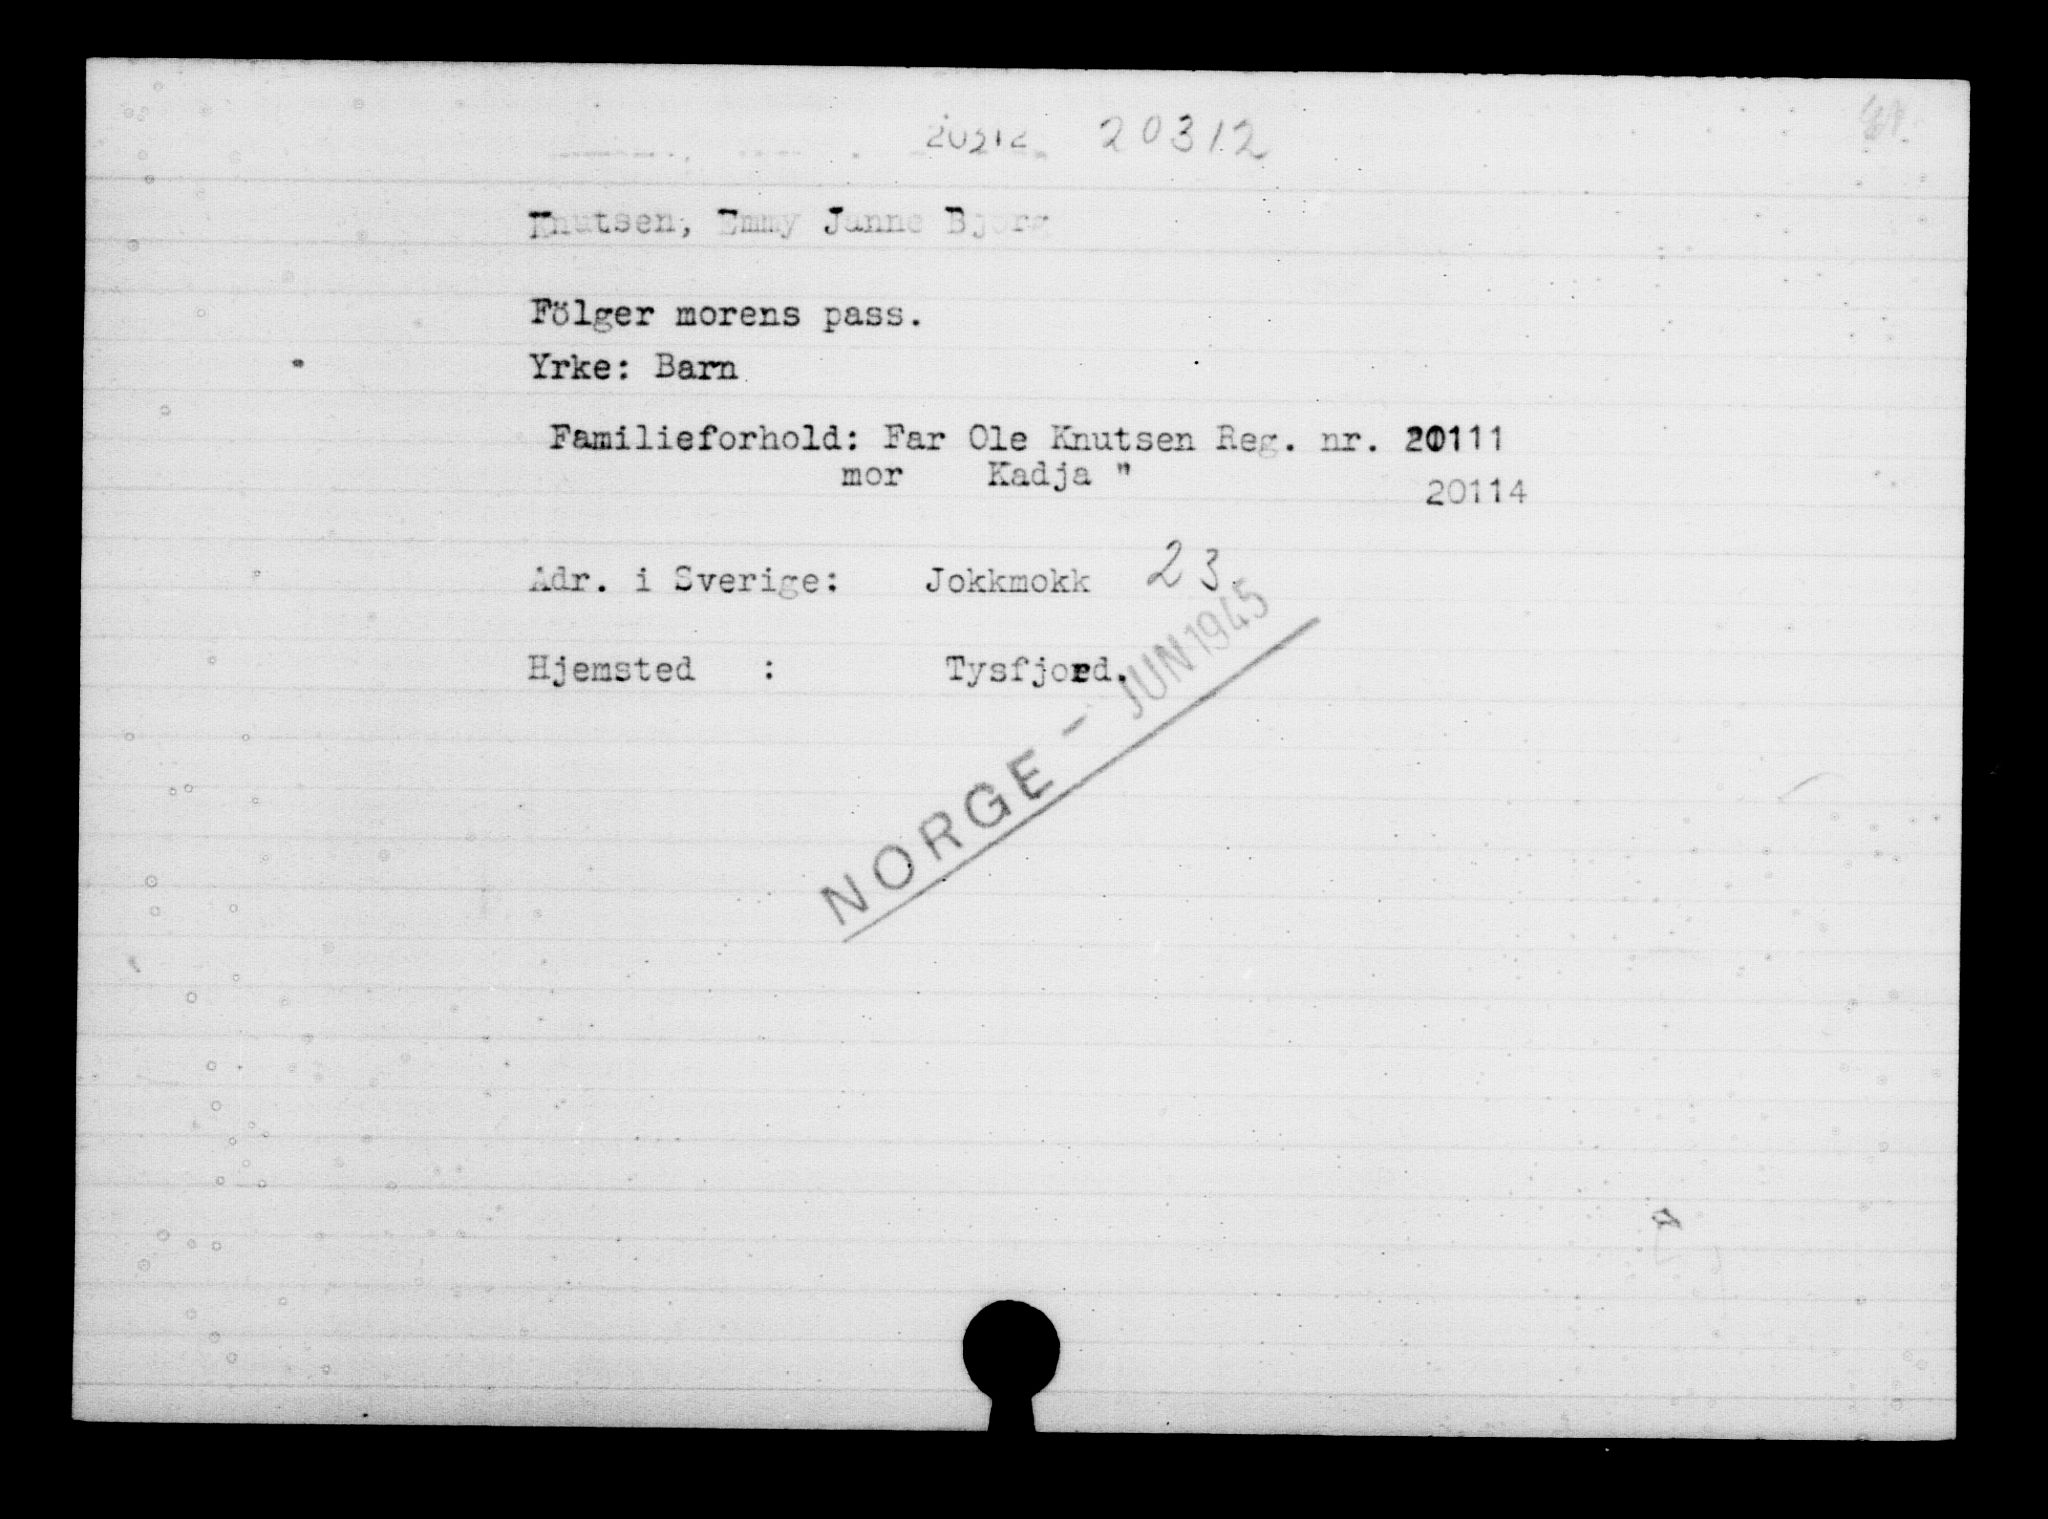 20312 20312
Knutsen, Emmy Janne Bjørg
Fölger morens pass.
Yrke: Barn
Familieforhold: Far Ole Knutsen Reg. nr. 20111
mor Kadja " 20114
Adr. i Sverige: Jokkmokk 23
Hjemsted : Tysfjord.
NORGE - JUN 1945